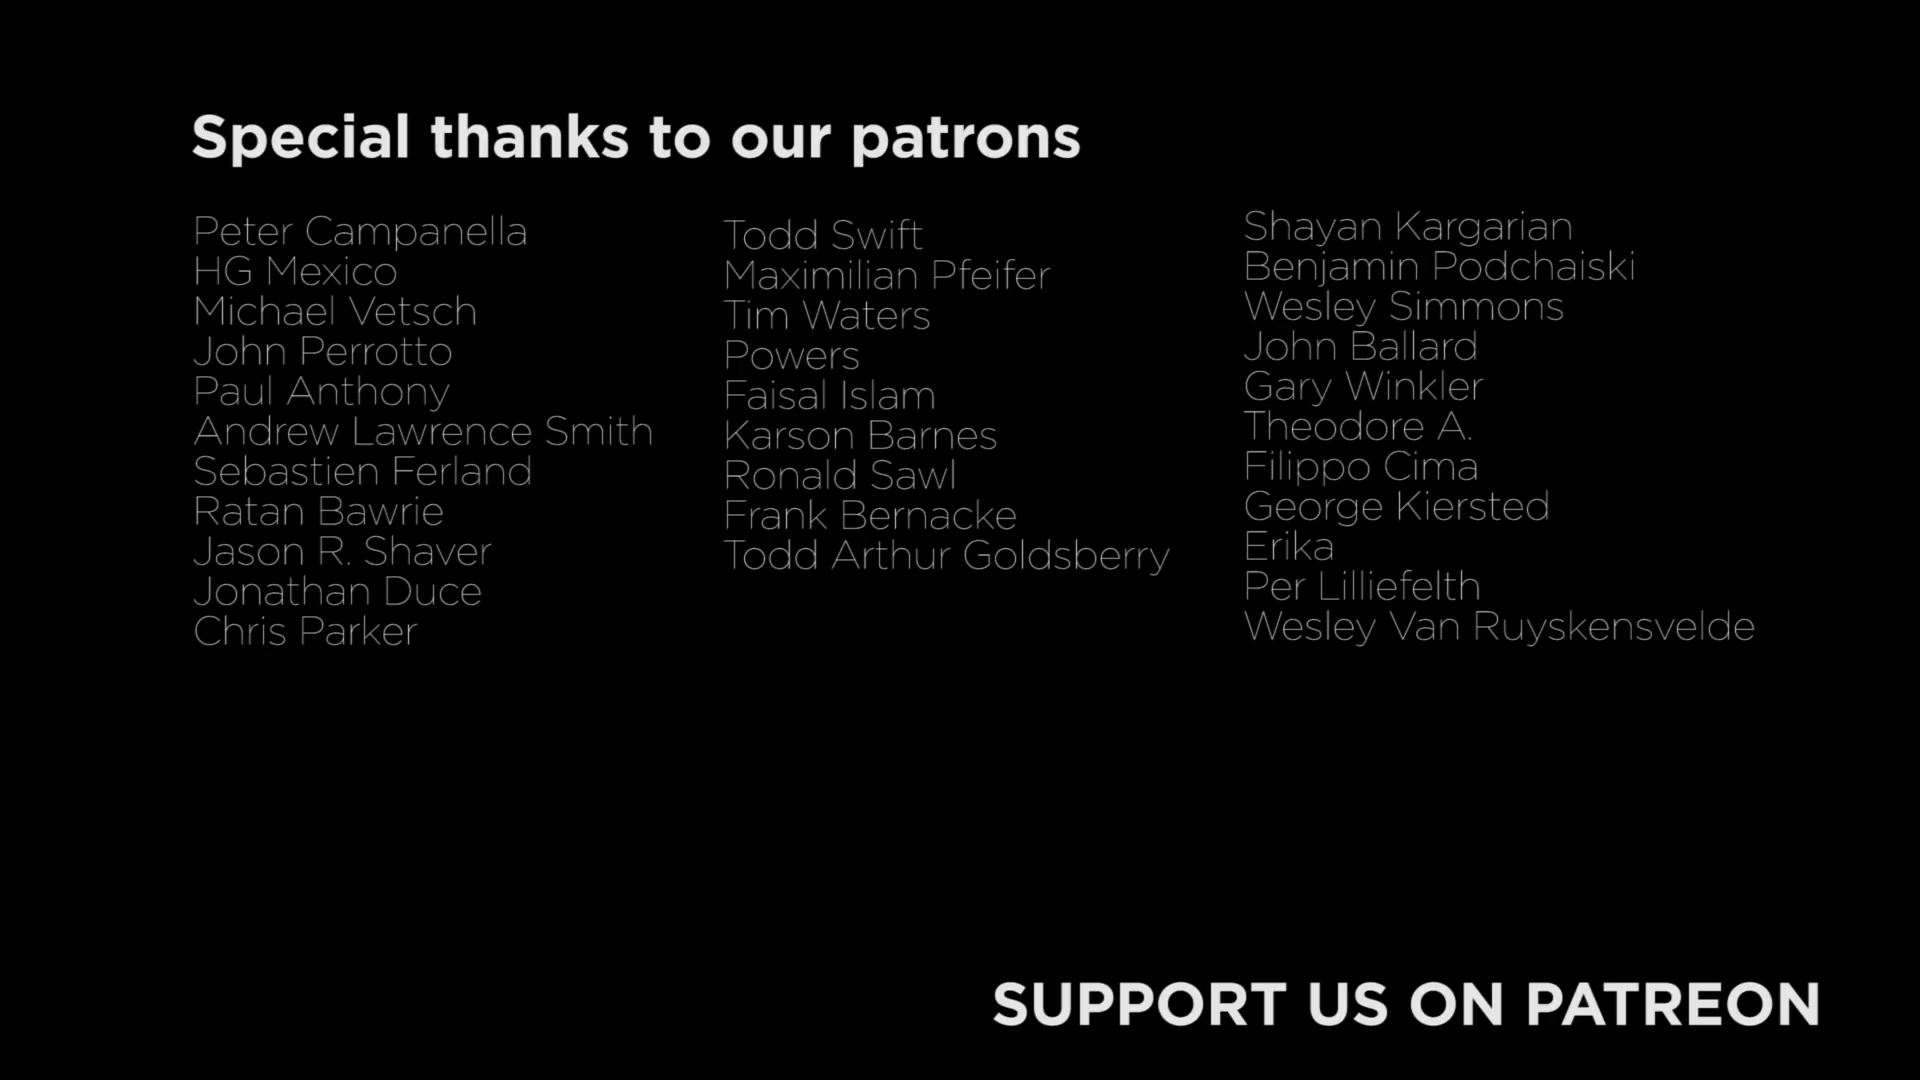 Special thanks to our patrons
Peter Campanella
HG Mexico
Michael Vetsch
John Perrotto
Paul Anthony
Andrew Lawrence Smith
Sebastien Ferland
Ratan Bawrie
Jason R. Shaver
Jonathan Duce
Chris Parker
Todd Swift
Maximilian Pfeifer
Tim Waters
Powers
Faisal Islam
Karson Barnes
Ronald Sawl
Frank Bernacke
Todd Arthur Goldsberry
Shayan Kargarian
Benjamin Podchaiski
Wesley Simmons
John Ballard
Gary Winkler
Theodore A.
Filippo Cima
George Kiersted
Erika
Per Lilliefelth
Wesley Van Ruyskensvelde
SUPPORT US ON PATREON